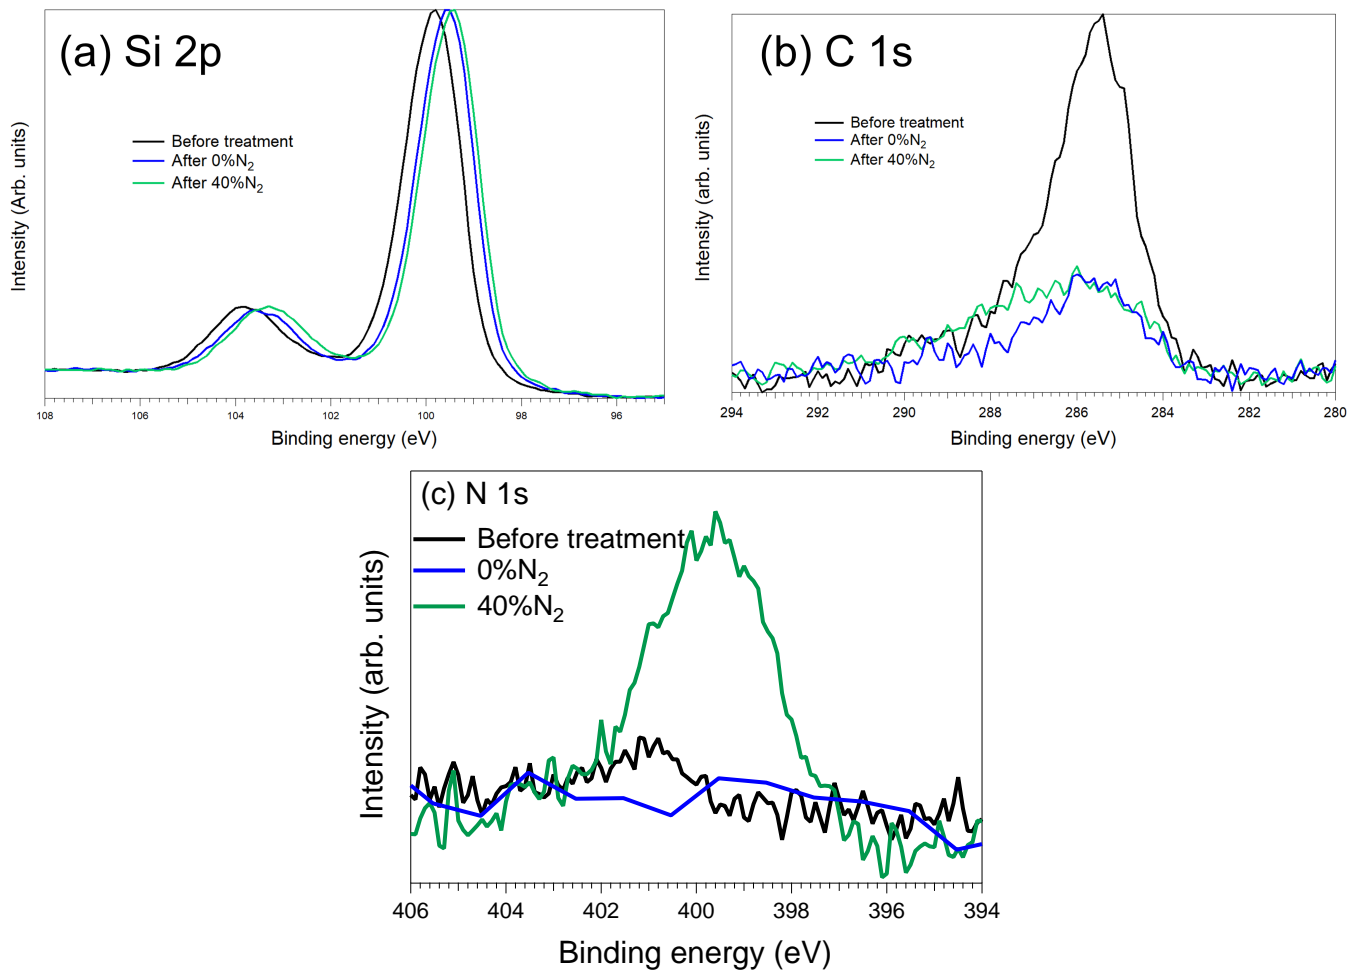 (a) Si 2p
Before treatment
After 0%N2
After 40%N2
Intensity (Arb. units)
108 106 104 102 100 98 96
Binding energy (eV)
(b) C 1s
Before treatment
After 0%N2
After 40%N2
Intensity (arb. units)
294 292 290 288 286 284 282 280
Binding energy (eV)
(c) N 1s
Before treatment
0%N2
40%N2
Intensity (arb. units)
406 404 402 400 398 396 394
Binding energy (eV)